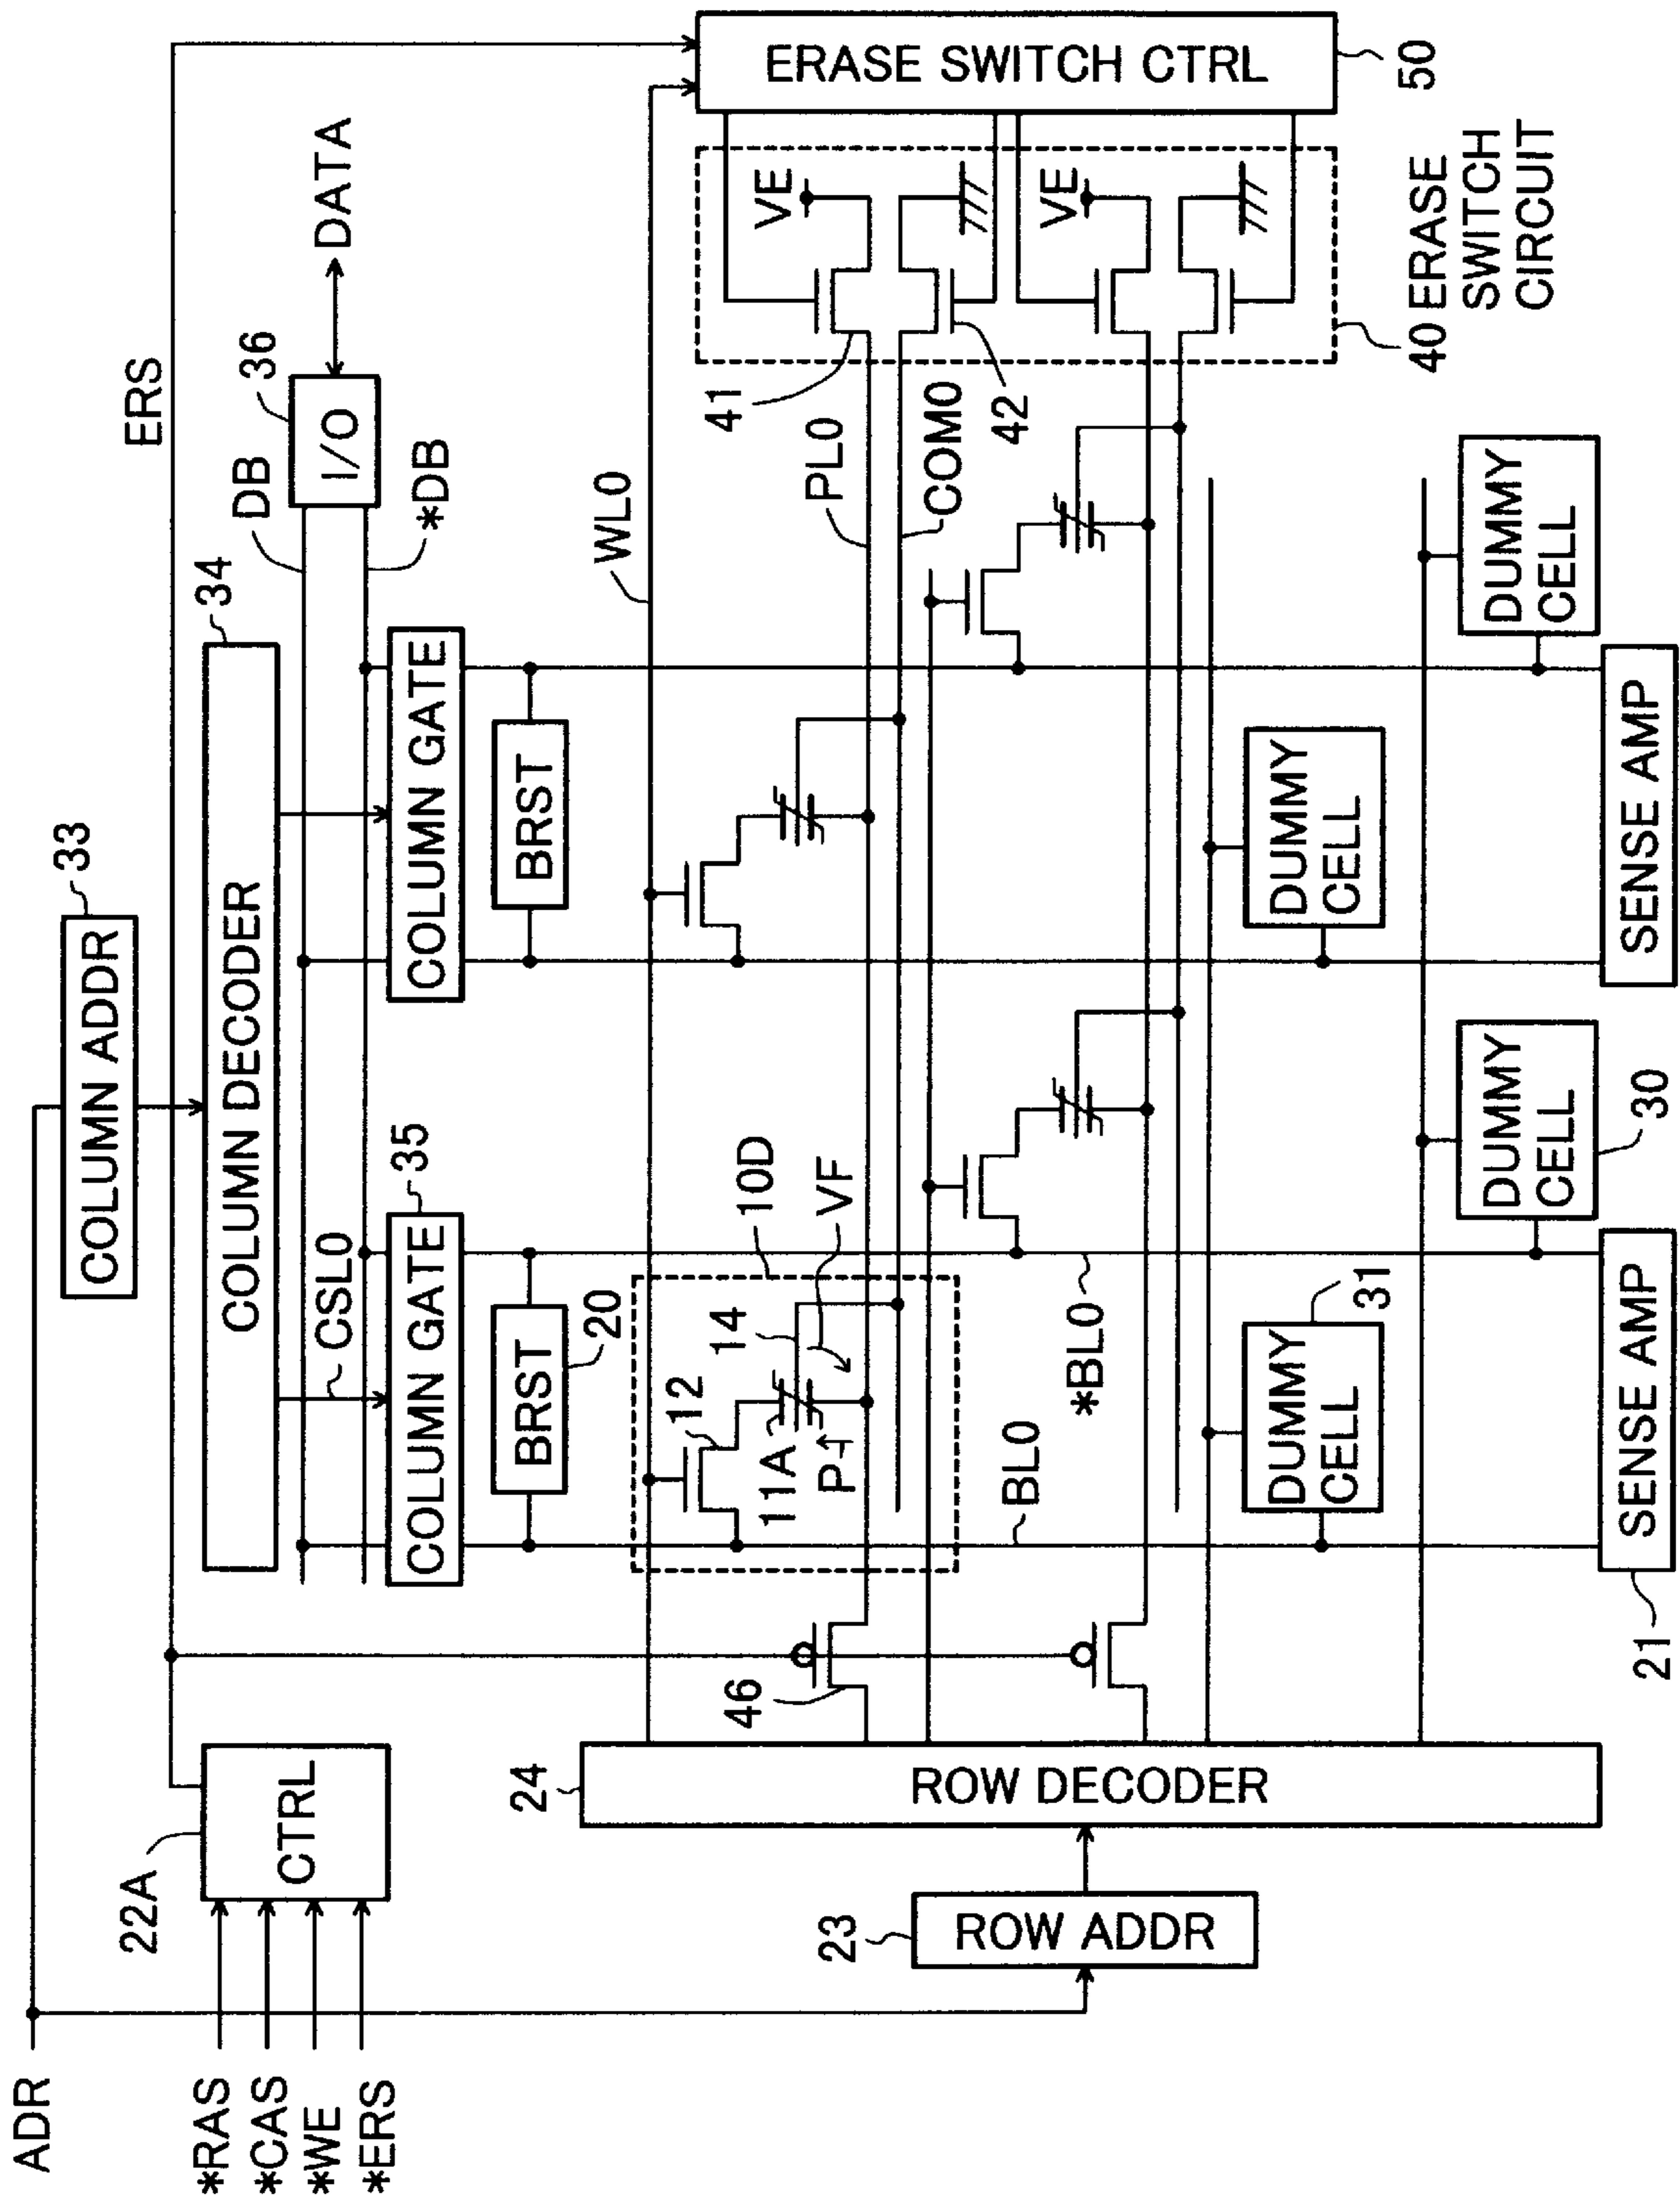 ADR
*RAS
*CAS
*WE
*ERS
22A
CTRL
ERS
33
COLUMN ADDR
34
COLUMN DECODER
CSL0
DB
*DB
36
I/O
DATA
35
COLUMN GATE
COLUMN GATE
20
BRST
BRST
WL0
10D
12
14
11A
P
VF
PL0
COM0
46
41
42
VE
VE
ERASE SWITCH CTRL
50
40 ERASE
SWITCH
CIRCUIT
23
ROW ADDR
24
ROW DECODER
BL0
*BL0
31
DUMMY
CELL
DUMMY
CELL
30
DUMMY
CELL
DUMMY
CELL
21
SENSE AMP
SENSE AMP